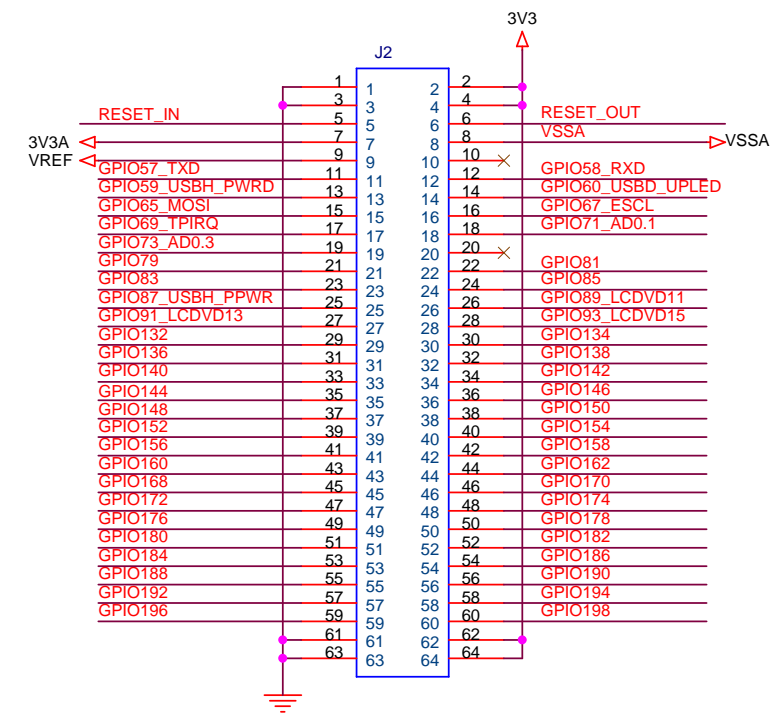 3V3
J2
1 1 2 2
3 3 4 4
RESET_IN 5 5 6 6 RESET_OUT
3V3A 7 7 8 8 VSSA VSSA
VREF 9 9 10 10
GPIO57_TXD 11 11 12 12 GPIO58_RXD
GPIO59_USBH_PWRD 13 13 14 14 GPIO60_USBD_UPLED
GPIO65_MOSI 15 15 16 16 GPIO67_ESCL
GPIO69_TPIRQ 17 17 18 18 GPIO71_AD0.1
GPIO73_AD0.3 19 19 20 20
GPIO79 21 21 22 22 GPIO81
GPIO83 23 23 24 24 GPIO85
GPIO87_USBH_PPWR 25 25 26 26 GPIO89_LCDVD11
GPIO91_LCDVD13 27 27 28 28 GPIO93_LCDVD15
GPIO132 29 29 30 30 GPIO134
GPIO136 31 31 32 32 GPIO138
GPIO140 33 33 34 34 GPIO142
GPIO144 35 35 36 36 GPIO146
GPIO148 37 37 38 38 GPIO150
GPIO152 39 39 40 40 GPIO154
GPIO156 41 41 42 42 GPIO158
GPIO160 43 43 44 44 GPIO162
GPIO168 45 45 46 46 GPIO170
GPIO172 47 47 48 48 GPIO174
GPIO176 49 49 50 50 GPIO178
GPIO180 51 51 52 52 GPIO182
GPIO184 53 53 54 54 GPIO186
GPIO188 55 55 56 56 GPIO190
GPIO192 57 57 58 58 GPIO194
GPIO196 59 59 60 60 GPIO198
61 61 62 62
63 63 64 64